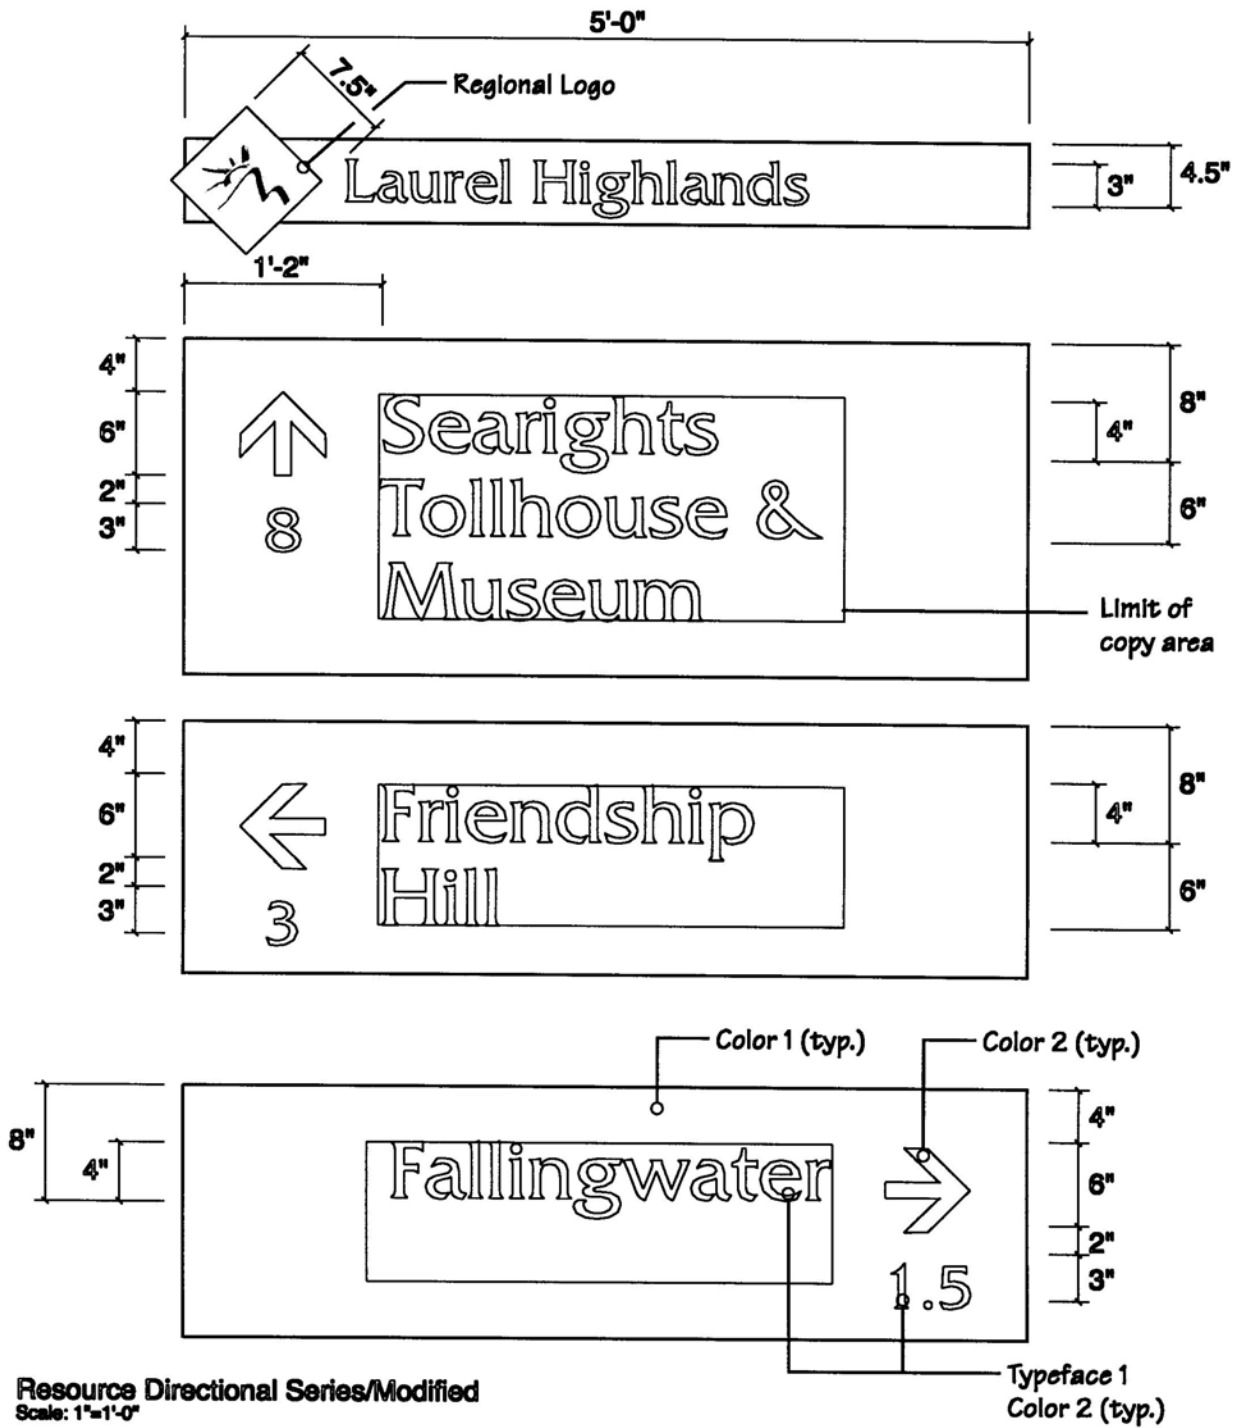 5'-0"
7.5"
Regional Logo
Laurel Highlands
3"
4.5"
1'-2"
4"
6"
2"
3"
8
Searights
Tollhouse &
Museum
8"
4"
6"
Limit of
copy area
4"
6"
2"
3"
3
Friendship
Hill
8"
4"
6"
Color 1 (typ.)
Color 2 (typ.)
8"
4"
Fallingwater
1.5
4"
6"
2"
3"
Typeface 1
Color 2 (typ.)
Resource Directional Series/Modified
Scale: 1"=1'-0"